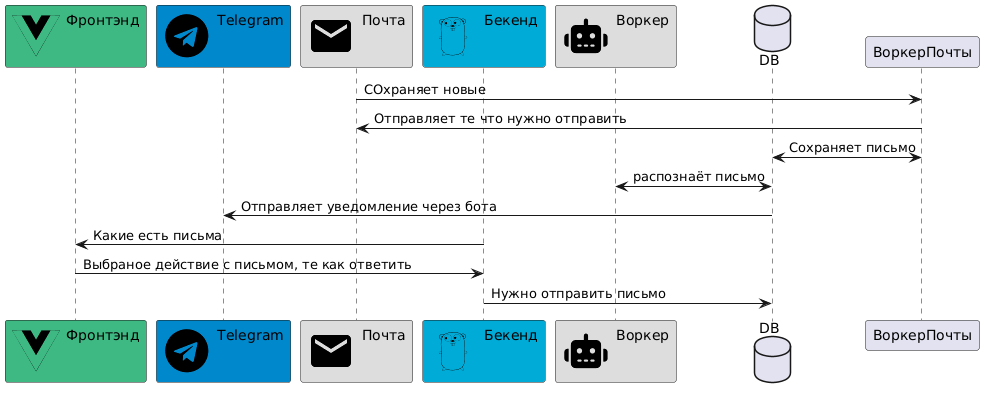 Фронтэнд
Telegram
Почта
Бекенд
Воркер
DB
ВоркерПочты
СОхраняет новые
Отправляет те что нужно отправить
Сохраняет письмо
распознаёт письмо
Отправляет уведомление через бота
Какие есть письма
Выбраное действие с письмом, те как ответить
Нужно отправить письмо
Фронтэнд
Telegram
Почта
Бекенд
Воркер
DB
ВоркерПочты